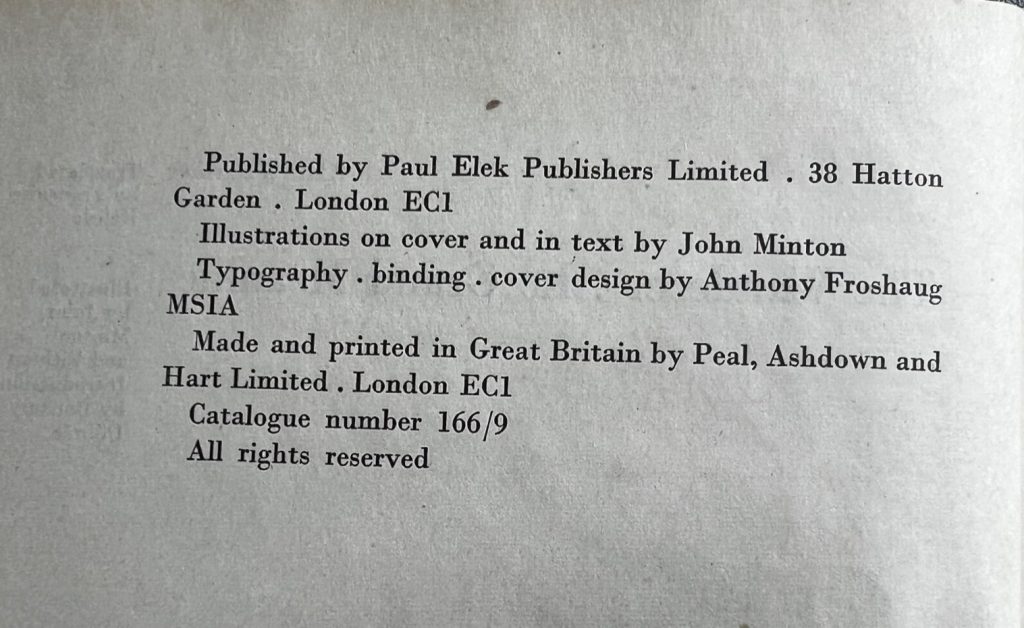 Published by Paul Elek Publishers Limited . 38 Hatton
Garden . London EC1
Illustrations on cover and in text by John Minton
Typography . binding . cover design by Anthony Froshaug
MSIA
Made and printed in Great Britain by Peal, Ashdown and
Hart Limited . London EC1
Catalogue number 166/9
All rights reserved